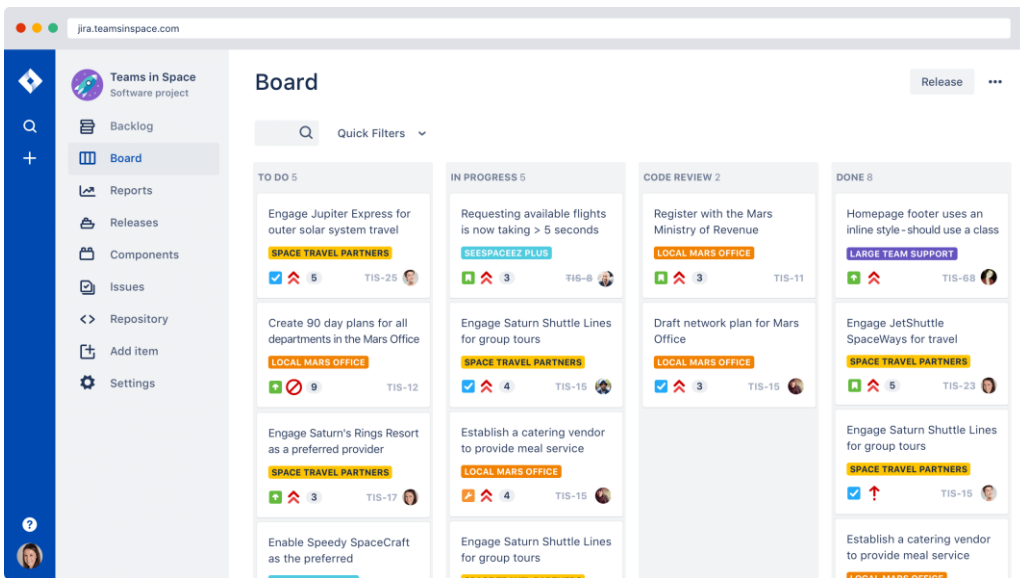 jira.teamsinspace.com
Teams in Space
Software project
Backlog
Board
Reports
Releases
Components
Issues
Repository
Add item
Settings
?
Board
Release
Quick Filters
TO DO 5
Engage Jupiter Express for
outer solar system travel
SPACE TRAVEL PARTNERS
5
TIS-25
Create 90 day plans for all
departments in the Mars Office
LOCAL MARS OFFICE
9
TIS-12
Engage Saturn's Rings Resort
as a preferred provider
SPACE TRAVEL PARTNERS
3
TIS-17
Enable Speedy SpaceCraft
as the preferred
IN PROGRESS 5
Requesting available flights
is now taking > 5 seconds
SEESPACEEZ PLUS
3
TIS-8
Engage Saturn Shuttle Lines
for group tours
SPACE TRAVEL PARTNERS
4
TIS-15
Establish a catering vendor
to provide meal service
LOCAL MARS OFFICE
4
TIS-15
Engage Saturn Shuttle Lines
for group tours
SPACE TRAVEL PARTNERS
CODE REVIEW 2
Register with the Mars
Ministry of Revenue
LOCAL MARS OFFICE
3
TIS-11
Draft network plan for Mars
Office
LOCAL MARS OFFICE
3
TIS-15
DONE 8
Homepage footer uses an
inline style - should use a class
LARGE TEAM SUPPORT
TIS-68
Engage JetShuttle
SpaceWays for travel
SPACE TRAVEL PARTNERS
5
TIS-23
Engage Saturn Shuttle Lines
for group tours
SPACE TRAVEL PARTNERS
TIS-15
Establish a catering vendor
to provide meal service
LOCAL MARS OFFICE